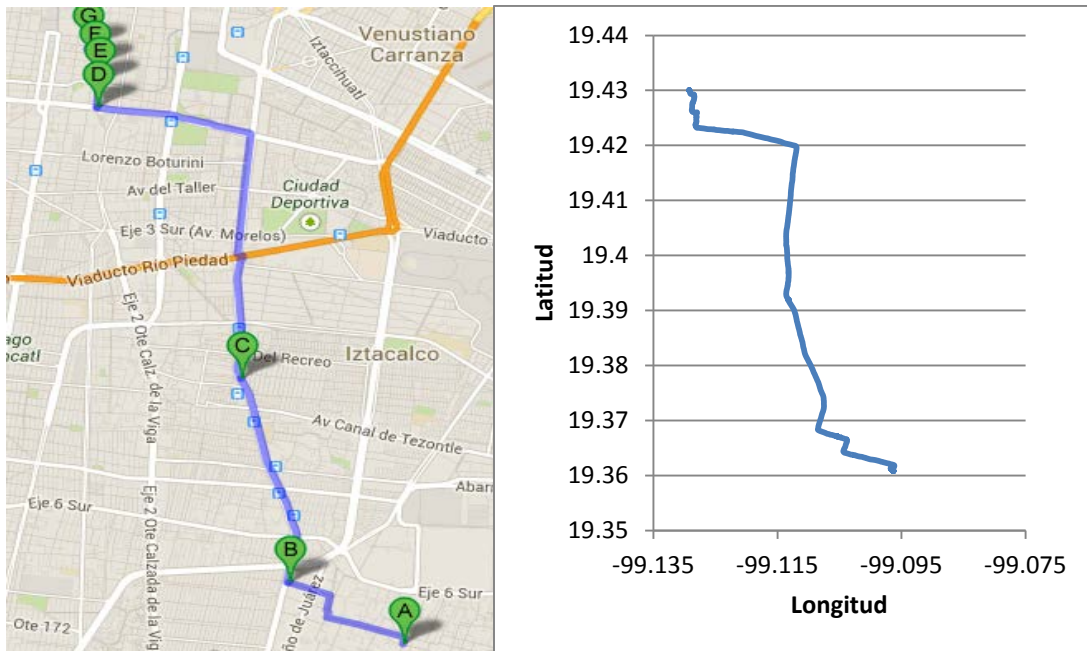 G
F
E
D
Venustiano
Carranza
Iztaccihuatl
Lorenzo Boturini
Av del Taller
Ciudad
Deportiva
Eje 3 Sur (Av. Morelos)
Viaducto
Viaducto Rio Piedad
Eje 2 Ote Calz. de la Viga
C
Del Recreo
Iztacalco
Av Canal de Tezontle
Eje 6 Sur
Eje 2 Ote Calzada de la Viga
B
Eje 6 Sur
A
Ote 172
Latitud
19.44
19.43
19.42
19.41
19.4
19.39
19.38
19.37
19.36
19.35
-99.135
-99.115
-99.095
-99.075
Longitud